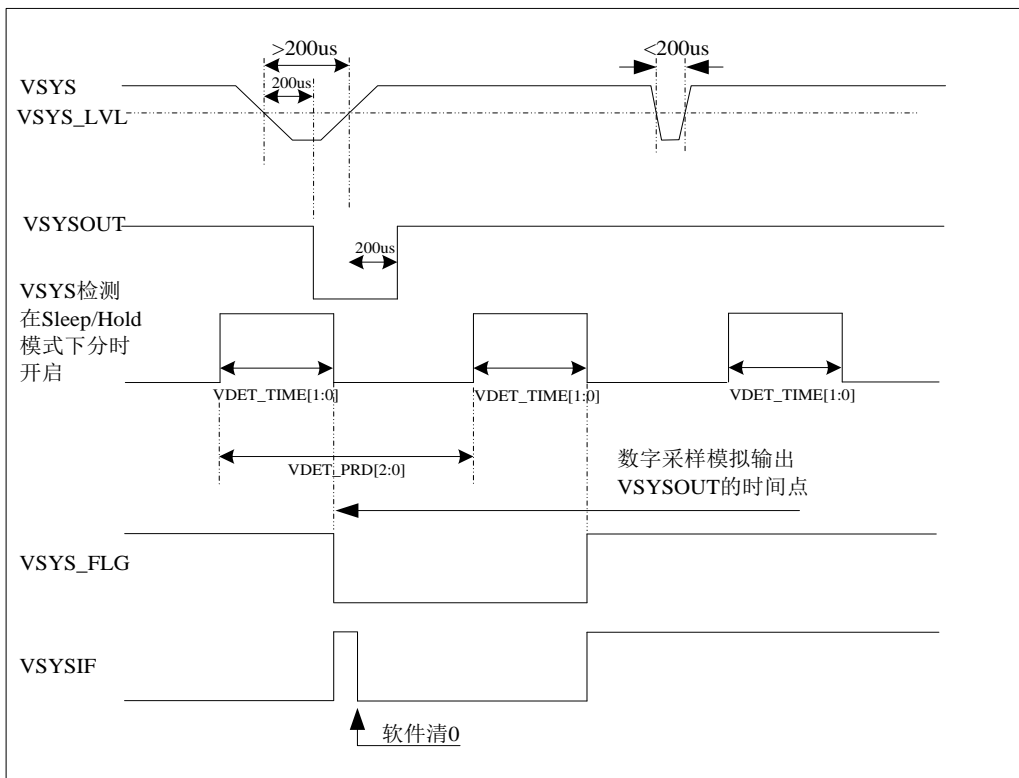 >200us
<200us
200us
VSYS
VSYS_LVL
VSYSOUT
200us
VSYS检测
在Sleep/Hold
模式下分时
开启
VDET_TIME[1:0]
VDET_TIME[1:0]
VDET_TIME[1:0]
VDET_PRD[2:0]
数字采样模拟输出
VSYSOUT的时间点
VSYS_FLG
VSYSIF
软件清0